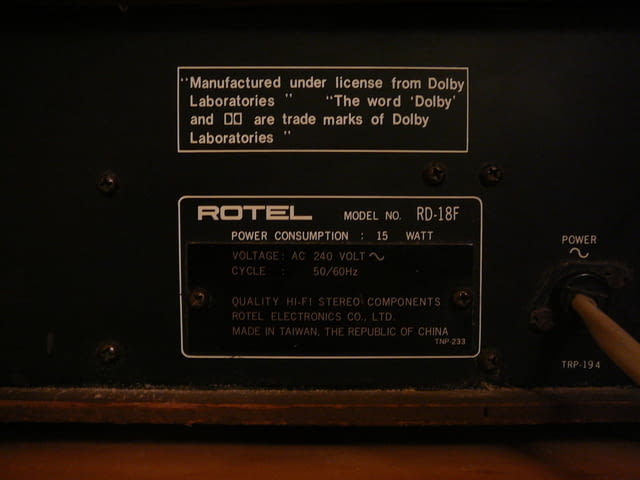 "Manufactured under license from Dolby
Laboratories " "The word 'Dolby'
and ▯▯ are trade marks of Dolby
Laboratories "
ROTEL MODEL NO. RD-18F
POWER CONSUMPTION : 15 WATT
VOLTAGE: AC 240 VOLT ~
CYCLE : 50/60Hz
QUALITY HI-FI STEREO COMPONENTS
ROTEL ELECTRONICS CO., LTD.
MADE IN TAIWAN, THE REPUBLIC OF CHINA
TNP-233
POWER
~
TRP-194